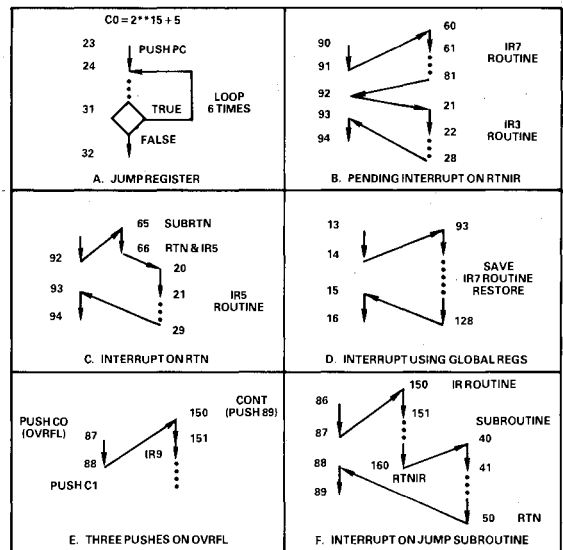 C0 = 2**15 + 5
23
PUSH PC
24
31
TRUE
LOOP
6 TIMES
FALSE
32
A. JUMP REGISTER
60
90
61
IR7
ROUTINE
91
81
92
21
93
22
IR3
ROUTINE
94
28
B. PENDING INTERRUPT ON RTNIR
65 SUBRTN
66 RTN & IR5
92
20
93
21
IR5
ROUTINE
94
29
C. INTERRUPT ON RTN
13
93
14
SAVE
IR7 ROUTINE
RESTORE
15
16
128
D. INTERRUPT USING GLOBAL REGS
CONT
(PUSH 89)
150
PUSH CO
(OVRFL)
87
151
88
IR9
PUSH C1
E. THREE PUSHES ON OVRFL
150 IR ROUTINE
86
151
SUBROUTINE
87
40
88
160
41
RTNIR
89
50 RTN
F. INTERRUPT ON JUMP SUBROUTINE